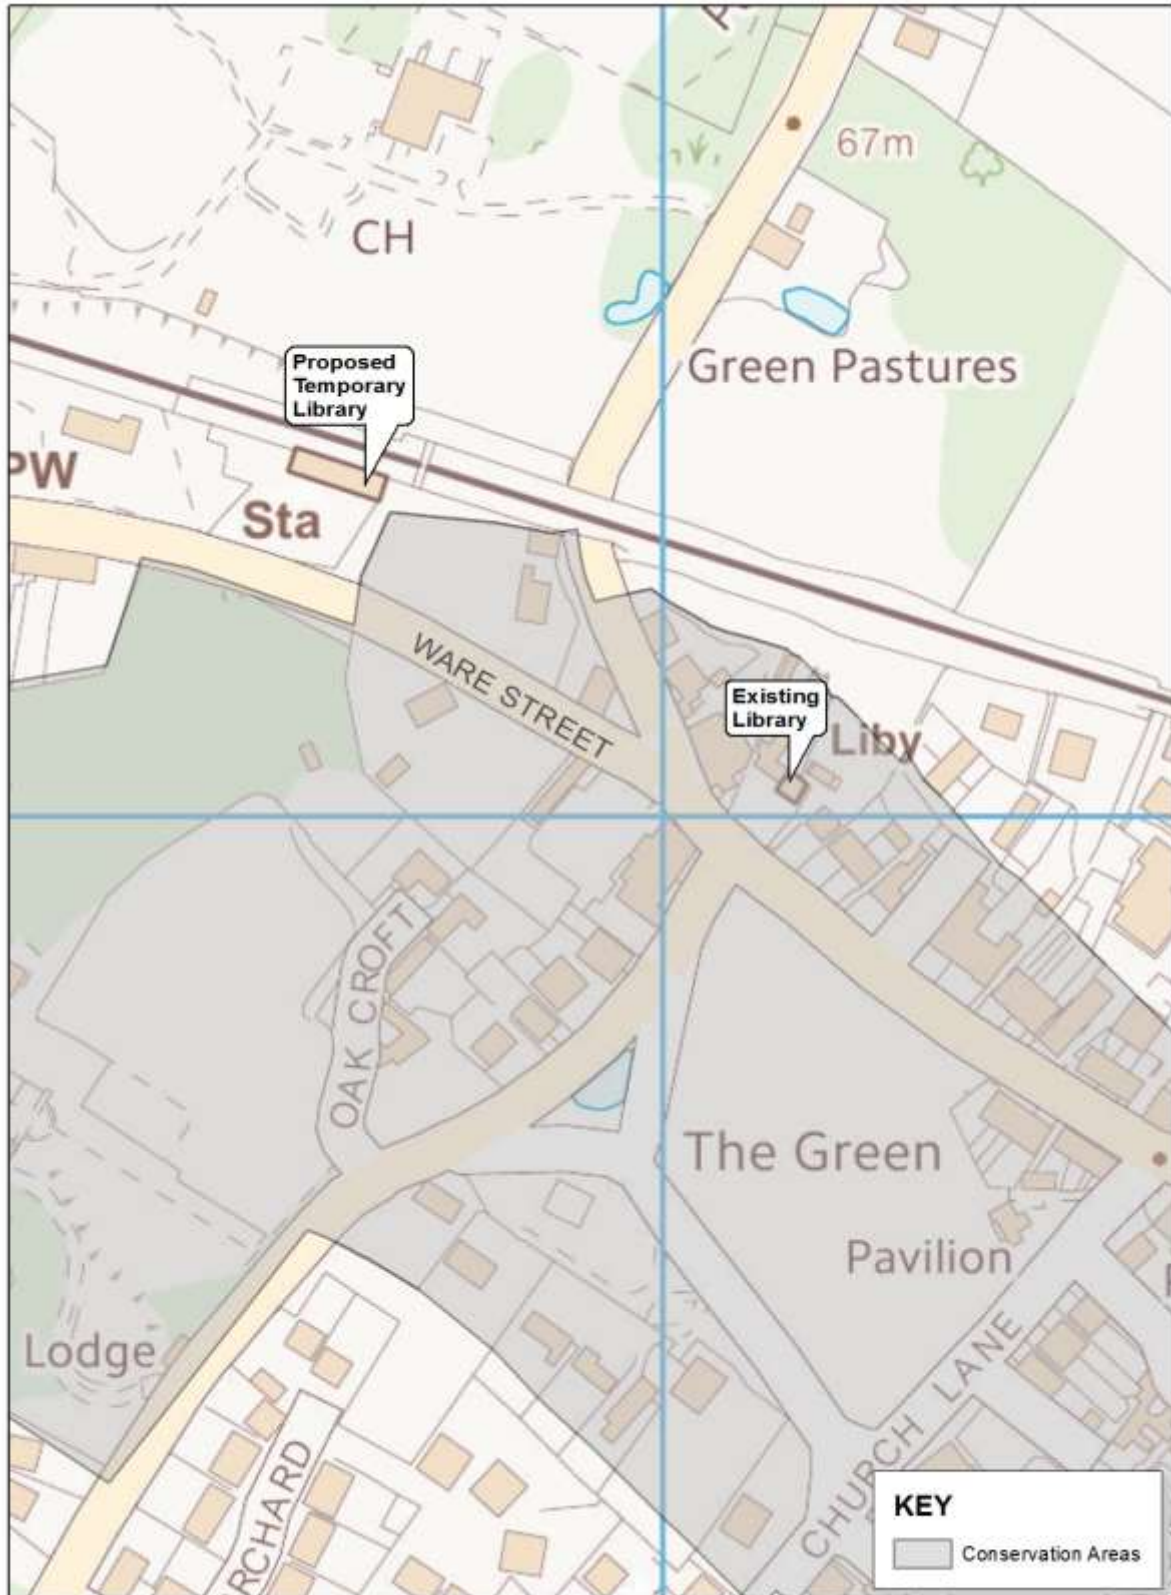 67m
CH
Green Pastures
Proposed
Temporary
Library
PW
Sta
WARE STREET
Existing
Library
Liby
OAK CROFT
The Green
Pavilion
Lodge
CHURCH LANE
KEY
Conservation Areas